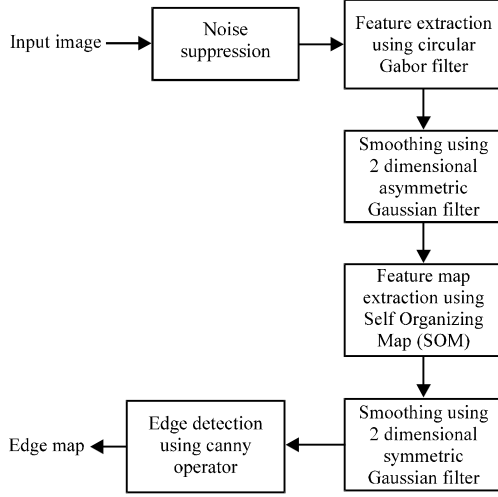 Input image
Noise
suppression
Feature extraction
using circular
Gabor filter
Smoothing using
2 dimensional
asymmetric
Gaussian filter
Feature map
extraction using
Self Organizing
Map (SOM)
Smoothing using
2 dimensional
symmetric
Gaussian filter
Edge detection
using canny
operator
Edge map